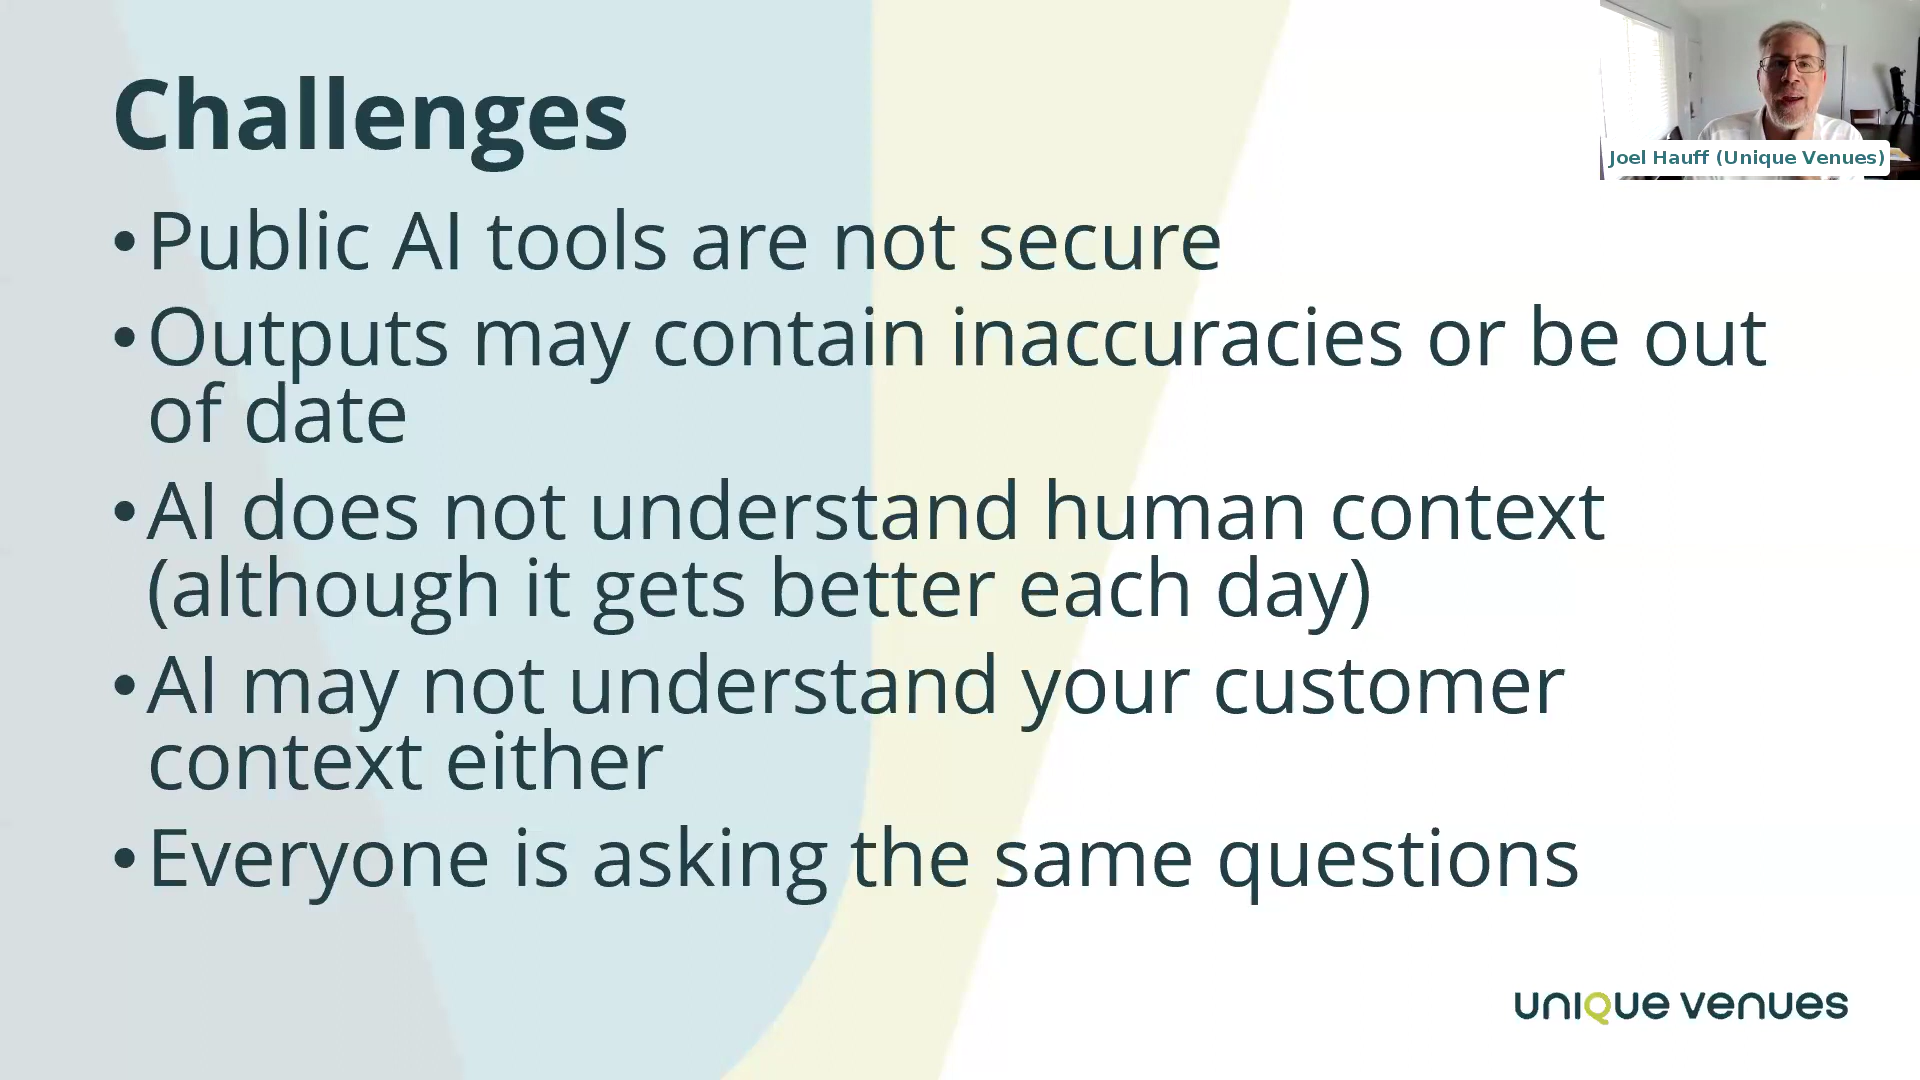 Challenges
Joel Hauff (Unique Venues)
•Public AI tools are not secure
•Outputs may contain inaccuracies or be out
of date
•AI does not understand human context
(although it gets better each day)
•AI may not understand your customer
context either
•Everyone is asking the same questions
unique venues